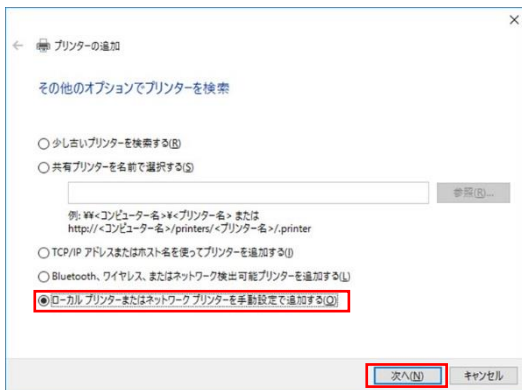 プリンターの追加
その他のオプションでプリンターを検索
少し古いプリンターを検索する(R)
共有プリンターを名前で選択する(S)
参照(R)...
例: ¥¥<コンピューター名>¥<プリンター名> または
http://<コンピューター名>/printers/<プリンター名>/.printer
TCP/IP アドレスまたはホスト名を使ってプリンターを追加する(I)
Bluetooth、ワイヤレス、またはネットワーク検出可能プリンターを追加する(L)
ローカル プリンターまたはネットワーク プリンターを手動設定で追加する(O)
次へ(N) キャンセル